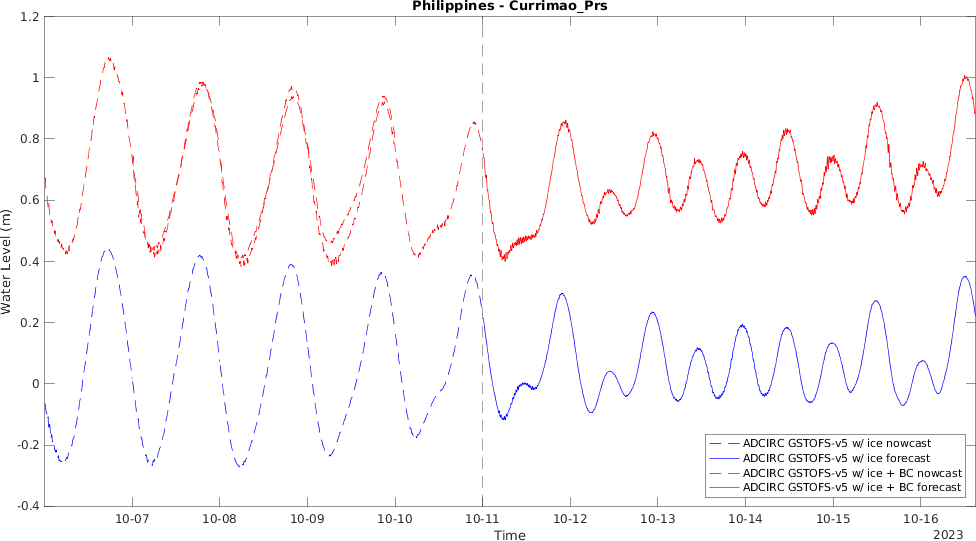 Philippines - Currimao_Prs
Water Level (m)
1.2
1
0.8
0.6
0.4
0.2
0
-0.2
-0.4
ADCIRC GSTOFS-v5 w/ ice nowcast
ADCIRC GSTOFS-v5 w/ ice forecast
ADCIRC GSTOFS-v5 w/ ice + BC nowcast
ADCIRC GSTOFS-v5 w/ ice + BC forecast
10-07 10-08 10-09 10-10 10-11 10-12 10-13 10-14 10-15 10-16
Time
2023